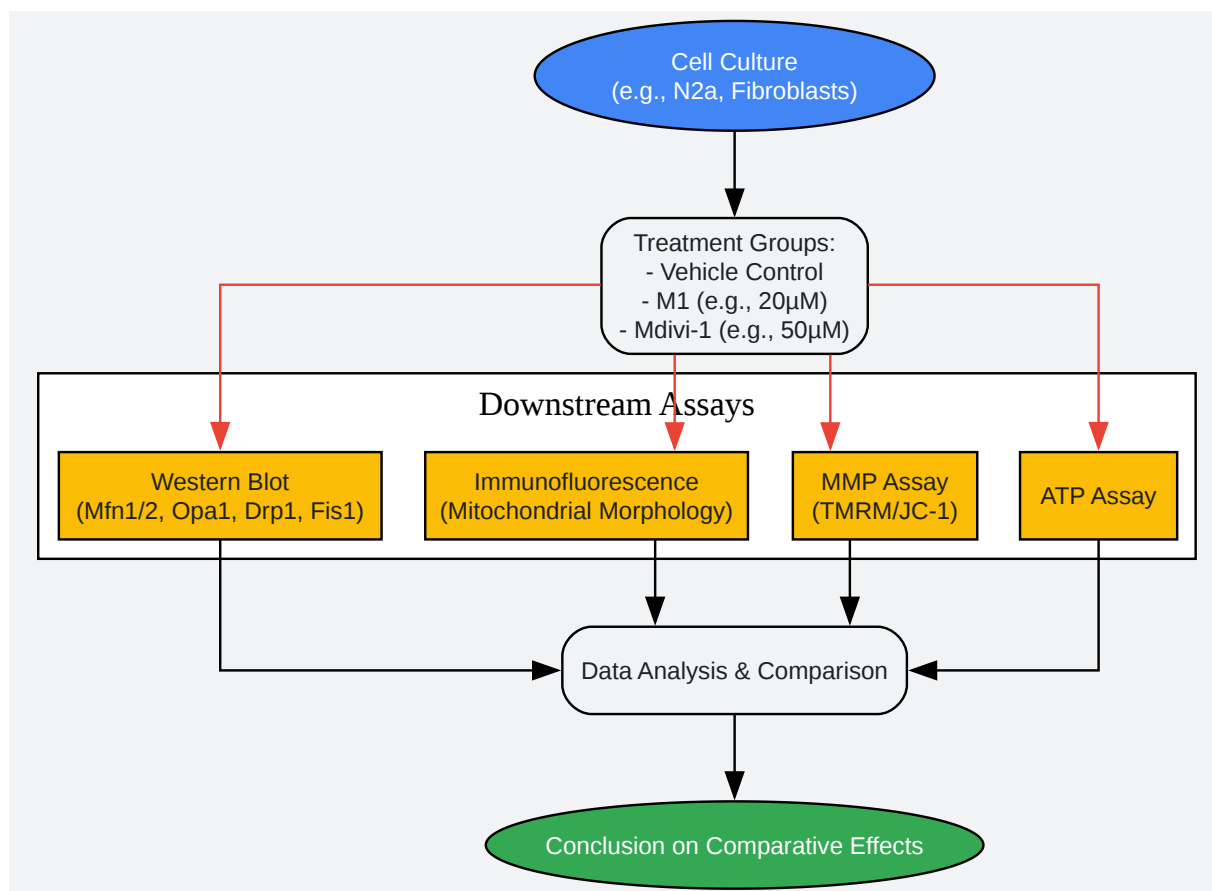 Cell Culture
(e.g., N2a, Fibroblasts)
Treatment Groups:
- Vehicle Control
- M1 (e.g., 20µM)
- Mdivi-1 (e.g., 50µM)
Downstream Assays
Western Blot
(Mfn1/2, Opa1, Drp1, Fis1)
Immunofluorescence
(Mitochondrial Morphology)
MMP Assay
(TMRM/JC-1)
ATP Assay
Data Analysis & Comparison
Conclusion on Comparative Effects